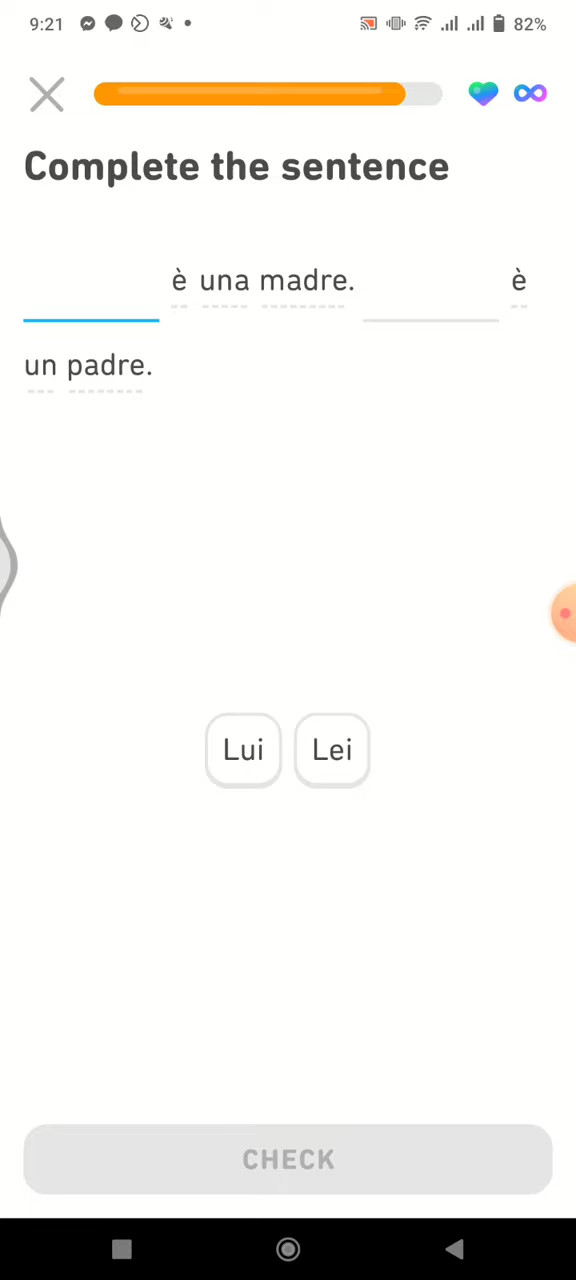 9:21
82%
Complete the sentence
è una madre. è
un padre.
Lui Lei
CHECK